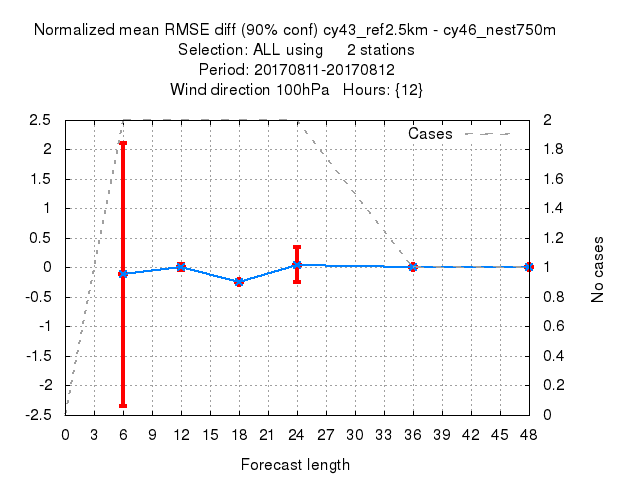 Normalized mean RMSE diff (90% conf) cy43_ref2.5km - cy46_nest750m
Selection: ALL using 2 stations
Period: 20170811-20170812
Wind direction 100hPa Hours: {12}
Cases
2.5
2
1.5
1
0.5
0
-0.5
-1
-1.5
-2
-2.5
2
1.8
1.6
1.4
1.2
1
0.8
0.6
0.4
0.2
0
No cases
0 3 6 9 12 15 18 21 24 27 30 33 36 39 42 45 48
Forecast length